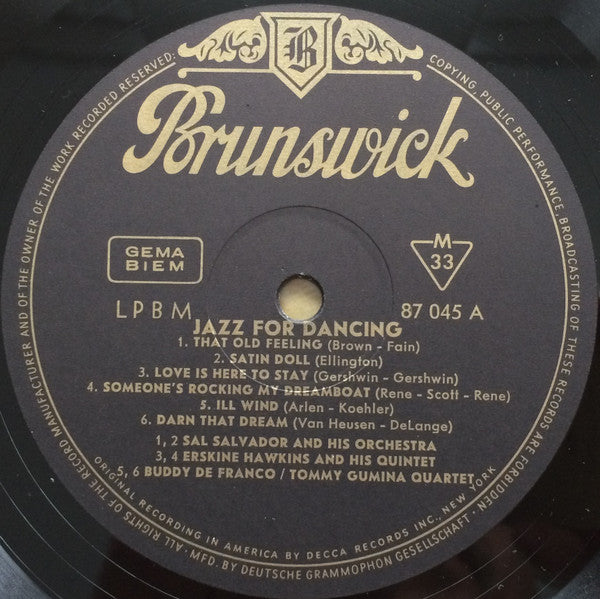 B
Brunswick
GEMA
BIEM
M
33
LPBM
87 045 A
JAZZ FOR DANCING
1. THAT OLD FEELING (Brown - Fain)
2. SATIN DOLL (Ellington)
3. LOVE IS HERE TO STAY (Gershwin - Gershwin)
4. SOMEONE'S ROCKING MY DREAMBOAT (Rene - Scott - Rene)
5. ILL WIND (Arlen - Koehler)
6. DARN THAT DREAM (Van Heusen - DeLange)
1, 2 SAL SALVADOR AND HIS ORCHESTRA
3, 4 ERSKINE HAWKINS AND HIS QUINTET
5, 6 BUDDY DE FRANCO / TOMMY GUMINA QUARTET
ORIGINAL RECORDING IN AMERICA BY DECCA RECORDS INC., NEW YORK
· ALL RIGHTS OF THE RECORD MANUFACTURER AND OF THE OWNER OF THE WORK RECORDED RESERVED: COPYING, PUBLIC PERFORMANCE, BROADCASTING OF THESE RECORDS ARE FORBIDDEN ·
MFD. BY DEUTSCHE GRAMMOPHON GESELLSCHAFT